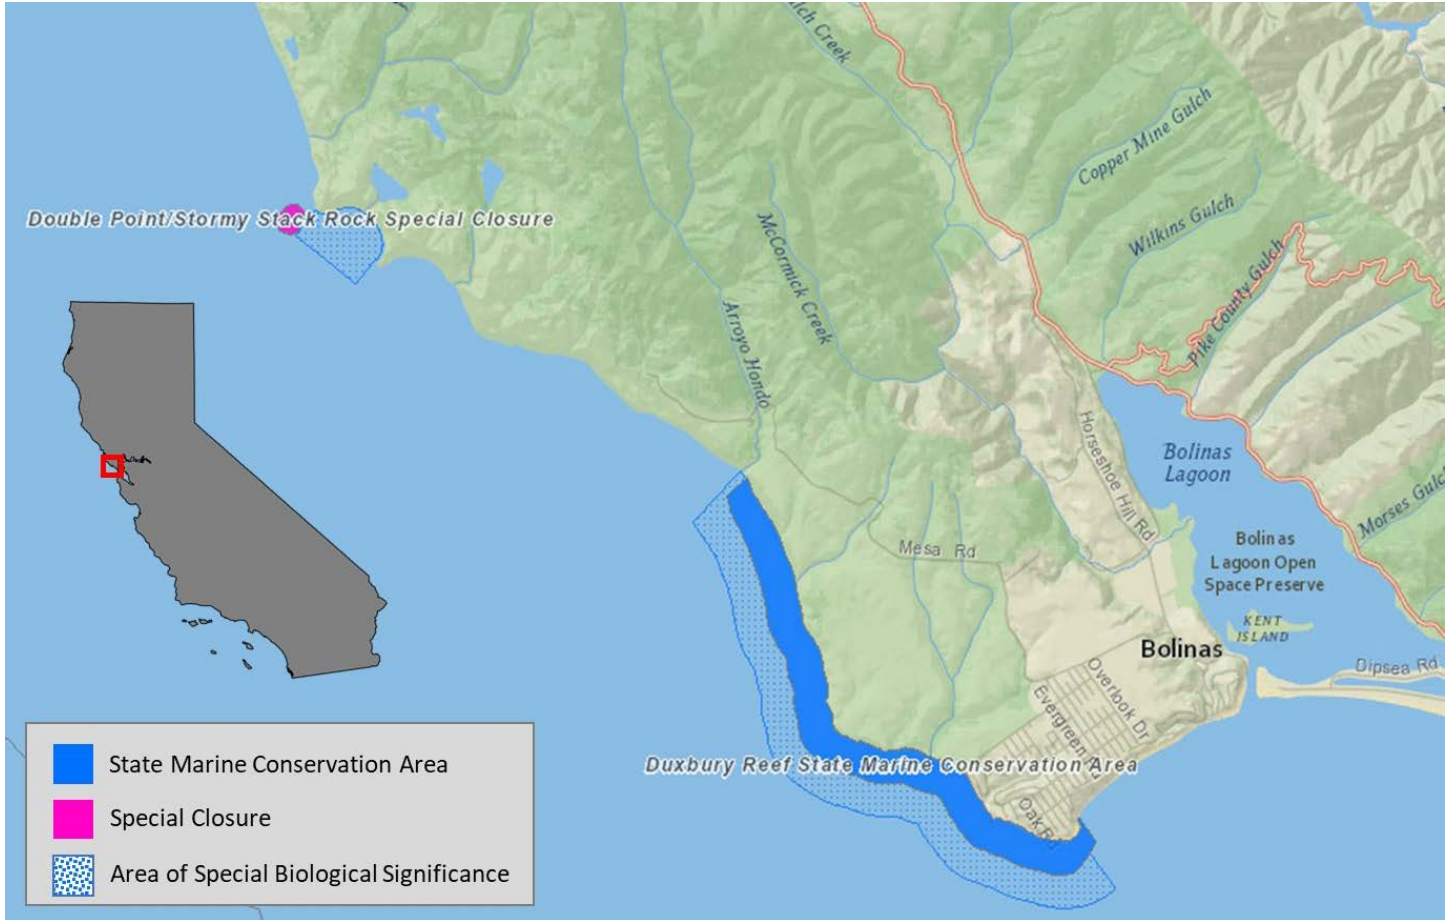 lch Creek
Copper Mine Gulch
Wilkins Gulch
Pike County Gulch
Double Point/Stormy Stack Rock Special Closure
McCormick Creek
Arroyo Hondo
Horseshoe Hill Rd
Bolinas
Lagoon
Morses Gulch
Mesa Rd
Bolinas
Lagoon Open
Space Preserve
KENT
ISLAND
Bolinas
Dipsea Rd
Overlook Dr
Evergreen
Duxbury Reef State Marine Conservation Area
Oak Rd
State Marine Conservation Area
Special Closure
Area of Special Biological Significance